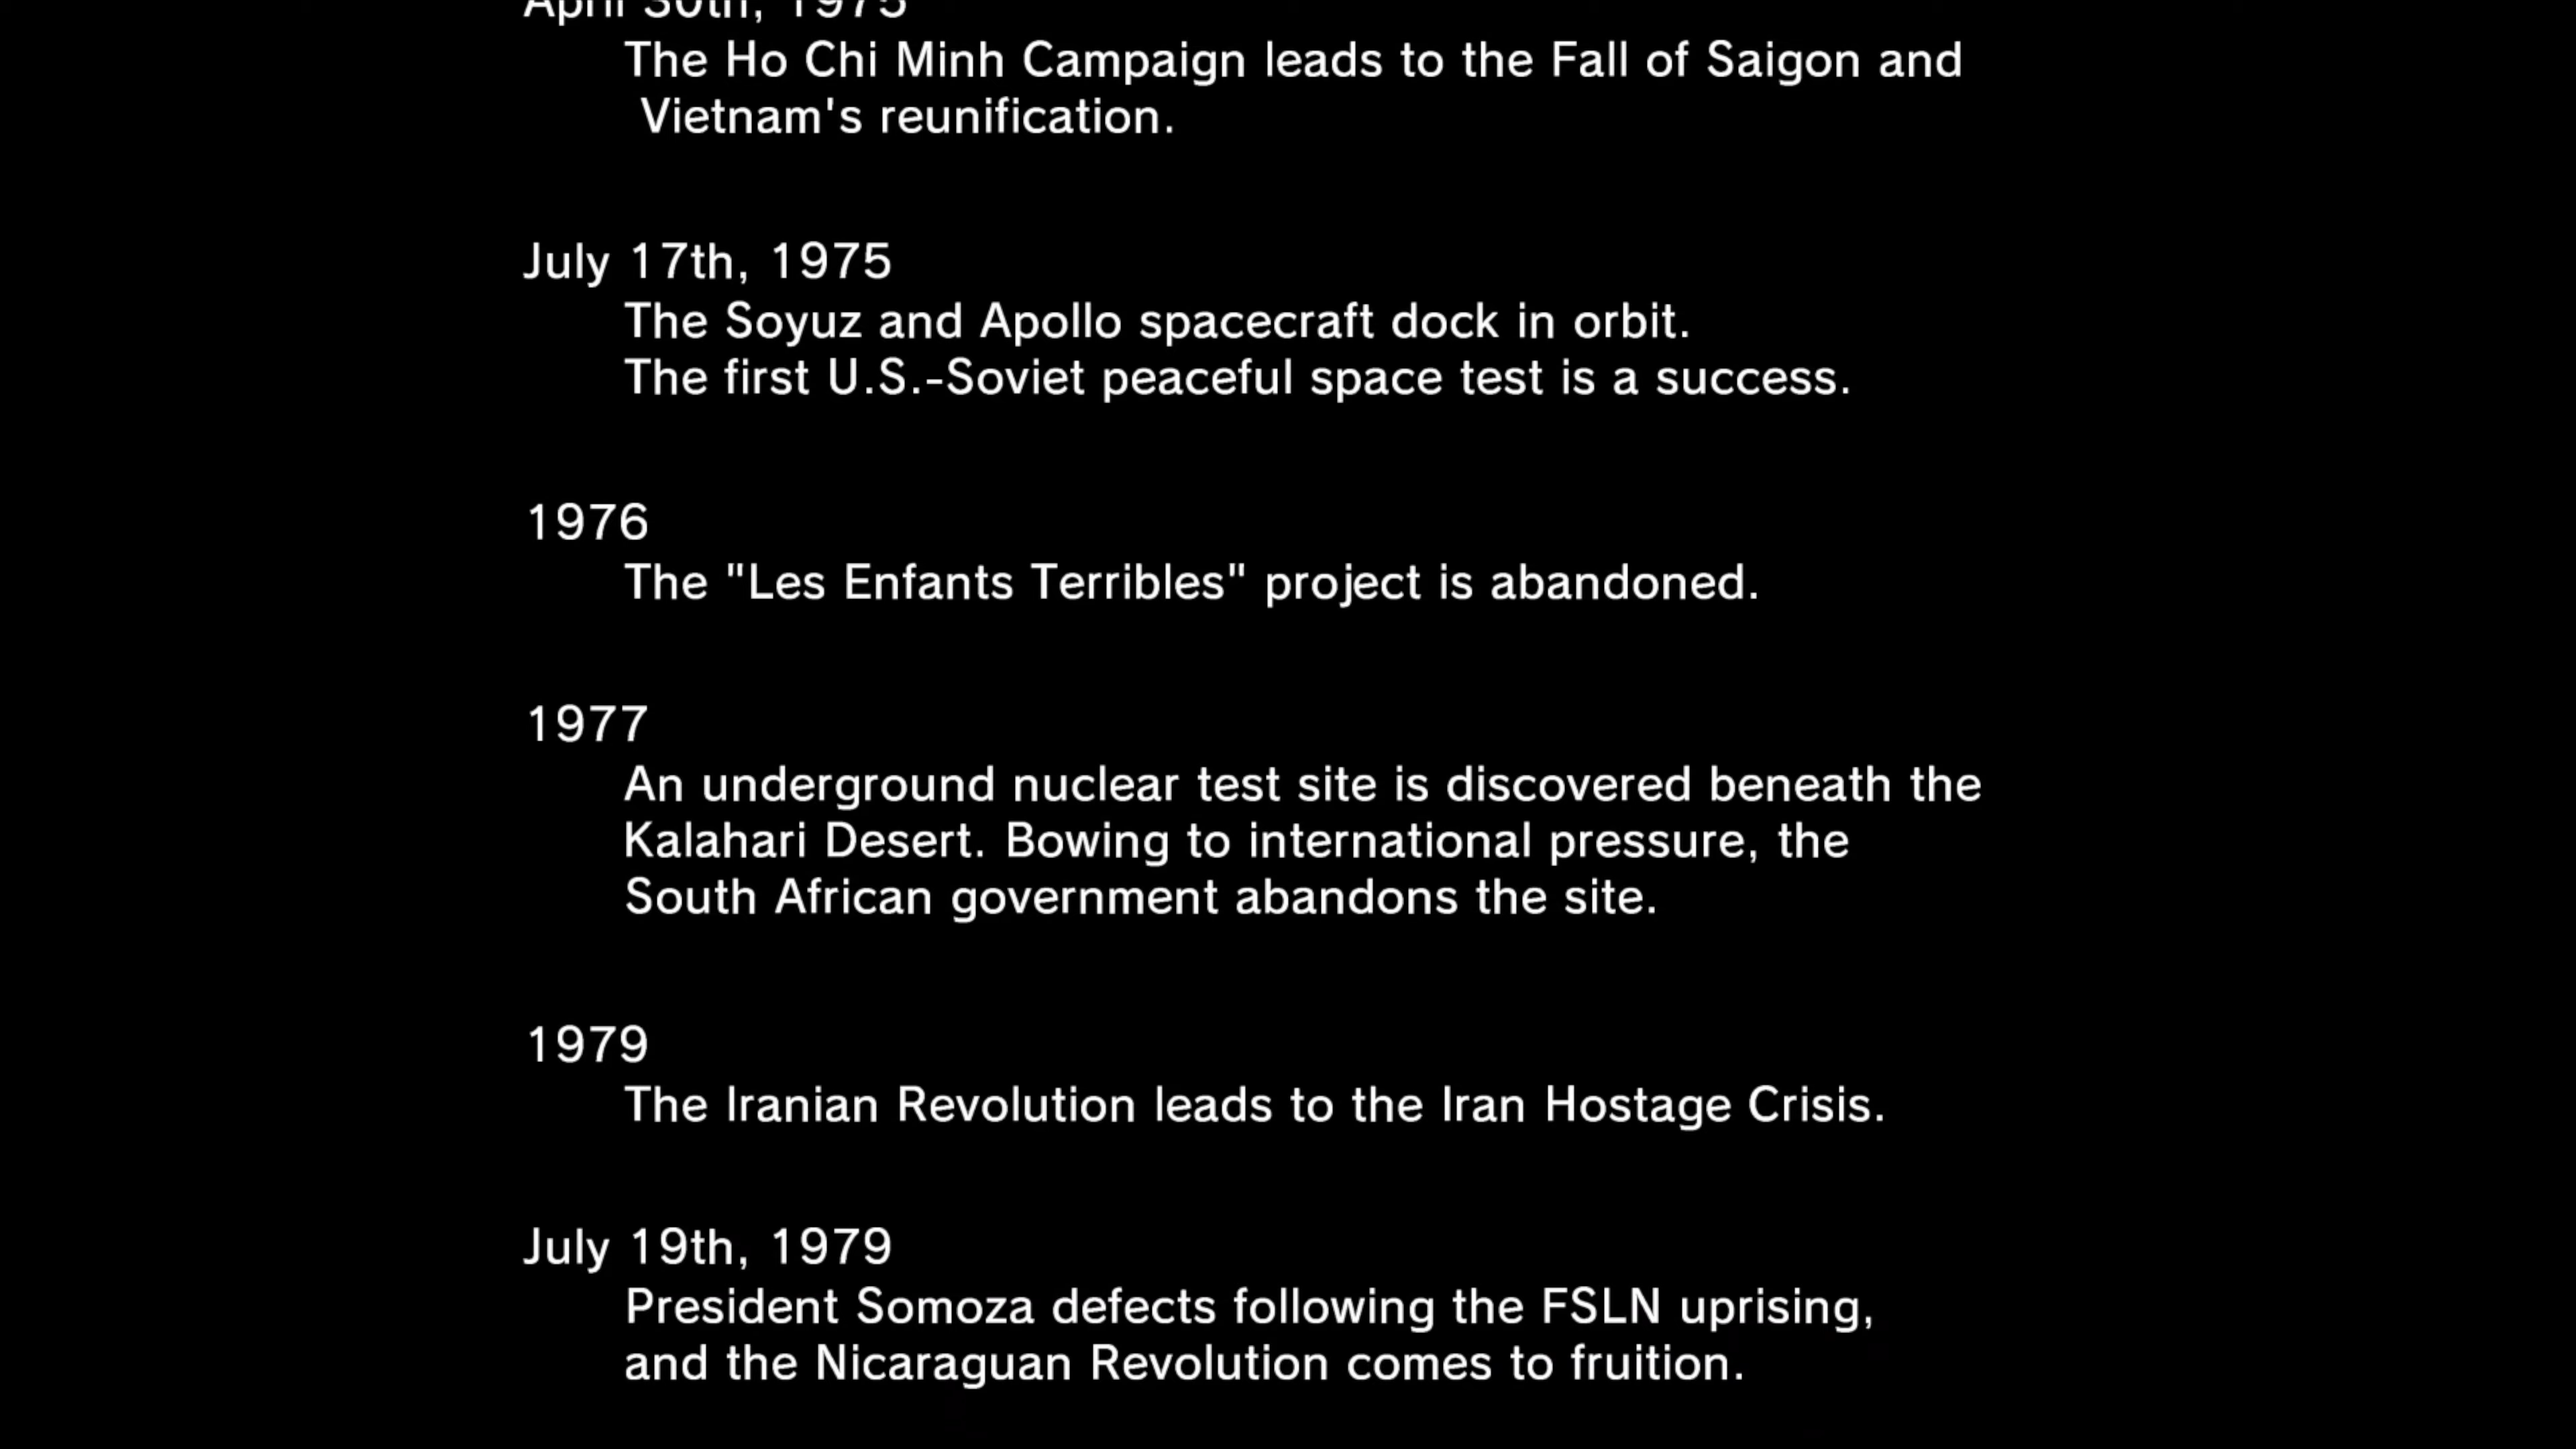 April 30th, 1975
The Ho Chi Minh Campaign leads to the Fall of Saigon and
Vietnam's reunification.
July 17th, 1975
The Soyuz and Apollo spacecraft dock in orbit.
The first U.S.-Soviet peaceful space test is a success.
1976
The "Les Enfants Terribles" project is abandoned.
1977
An underground nuclear test site is discovered beneath the
Kalahari Desert. Bowing to international pressure, the
South African government abandons the site.
1979
The Iranian Revolution leads to the Iran Hostage Crisis.
July 19th, 1979
President Somoza defects following the FSLN uprising,
and the Nicaraguan Revolution comes to fruition.